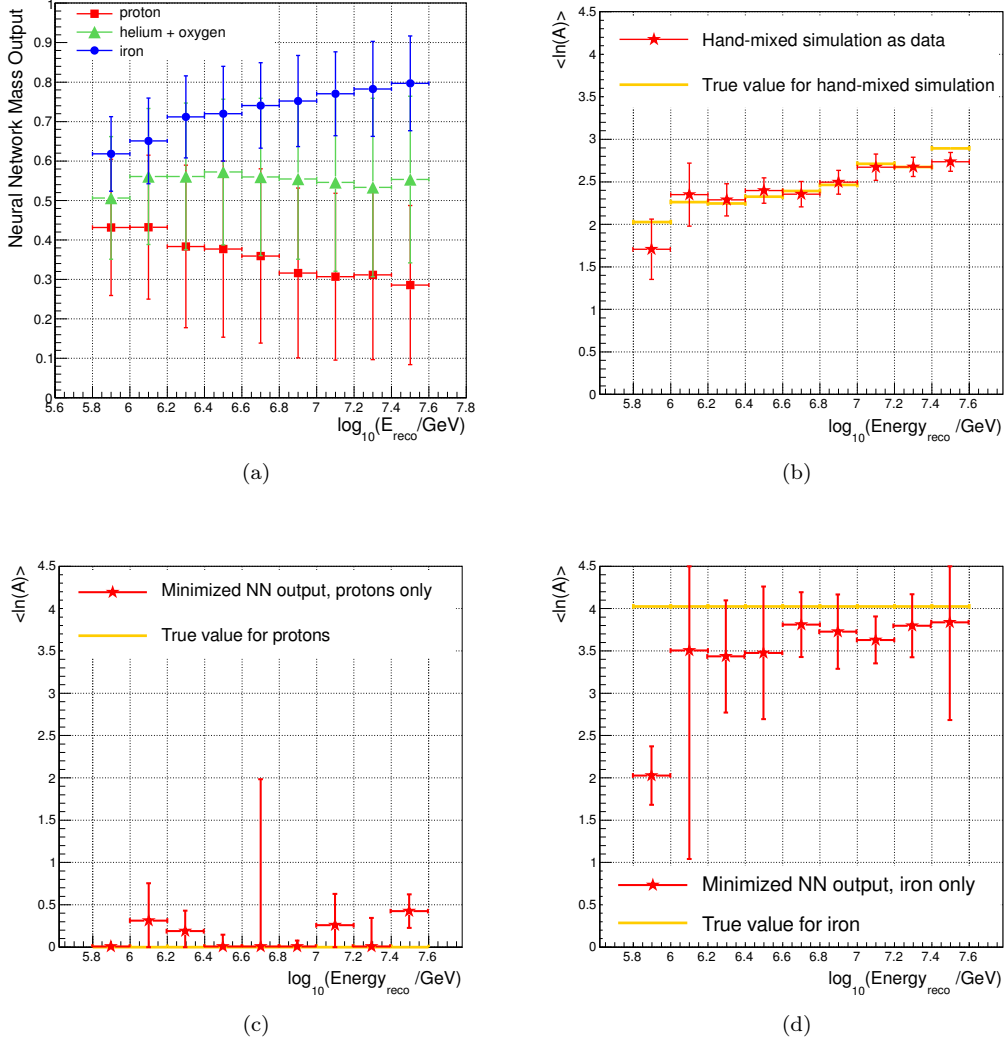 Neural Network Mass Output
1
0.9
0.8
0.7
0.6
0.5
0.4
0.3
0.2
0.1
0
proton
helium + oxygen
iron
5.6 5.8 6 6.2 6.4 6.6 6.8 7 7.2 7.4 7.6 7.8
log10(Ereco/GeV)
(a)
<ln(A)>
4.5
4
3.5
3
2.5
2
1.5
1
0.5
0
Hand-mixed simulation as data
True value for hand-mixed simulation
5.8 6 6.2 6.4 6.6 6.8 7 7.2 7.4 7.6
log10(Energyreco/GeV)
(b)
<ln(A)>
4.5
4
3.5
3
2.5
2
1.5
1
0.5
0
Minimized NN output, protons only
True value for protons
5.8 6 6.2 6.4 6.6 6.8 7 7.2 7.4 7.6
log10(Energyreco/GeV)
(c)
<ln(A)>
4.5
4
3.5
3
2.5
2
1.5
1
0.5
0
Minimized NN output, iron only
True value for iron
5.8 6 6.2 6.4 6.6 6.8 7 7.2 7.4 7.6
log10(Energyreco/GeV)
(d)